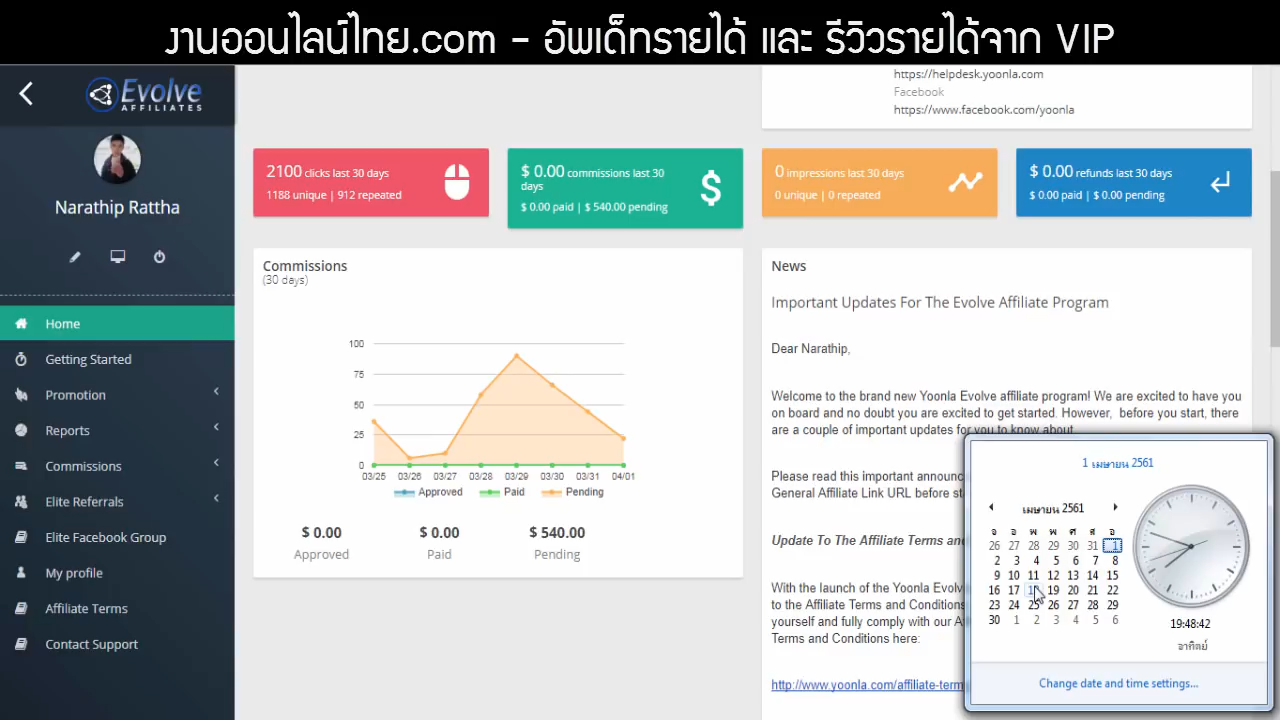 งานออนไลน์ไทย.com - อัพเด็ทรายได้ และ รีวิวรายได้จาก VIP
Evolve
AFFILIATES
Narathip Rattha
Home
Getting Started
Promotion
Reports
Commissions
Elite Referrals
Elite Facebook Group
My profile
Affiliate Terms
Contact Support
https://helpdesk.yoonla.com
Facebook
https://www.facebook.com/yoonla
2100 clicks last 30 days
1188 unique | 912 repeated
$ 0.00 commissions last 30
days
$ 0.00 paid | $ 540.00 pending
0 impressions last 30 days
0 unique | 0 repeated
$ 0.00 refunds last 30 days
$ 0.00 paid | $ 0.00 pending
Commissions
(30 days)
100
75
50
25
0
03/25 03/26 03/27 03/28 03/29 03/30 03/31 04/01
Approved Paid Pending
$ 0.00 $ 0.00 $ 540.00
Approved Paid Pending
News
Important Updates For The Evolve Affiliate Program
Dear Narathip,
Welcome to the brand new Yoonla Evolve affiliate program! We are excited to have you
on board and no doubt you are excited to get started. However, before you start, there
are a couple of important updates for you to know about.
Please read this important announc
General Affiliate Link URL before st
Update To The Affiliate Terms and
With the launch of the Yoonla Evolv
to the Affiliate Terms and Conditions
yourself and fully comply with our A
Terms and Conditions here:
http://www.yoonla.com/affiliate-term
1 เมษายน 2561
เมษายน 2561
จ อ พ พ ศ ส อ
26 27 28 29 30 31 1
2 3 4 5 6 7 8
9 10 11 12 13 14 15
16 17 18 19 20 21 22
23 24 25 26 27 28 29
30 1 2 3 4 5 6
19:48:42
อาทิตย์
Change date and time settings...